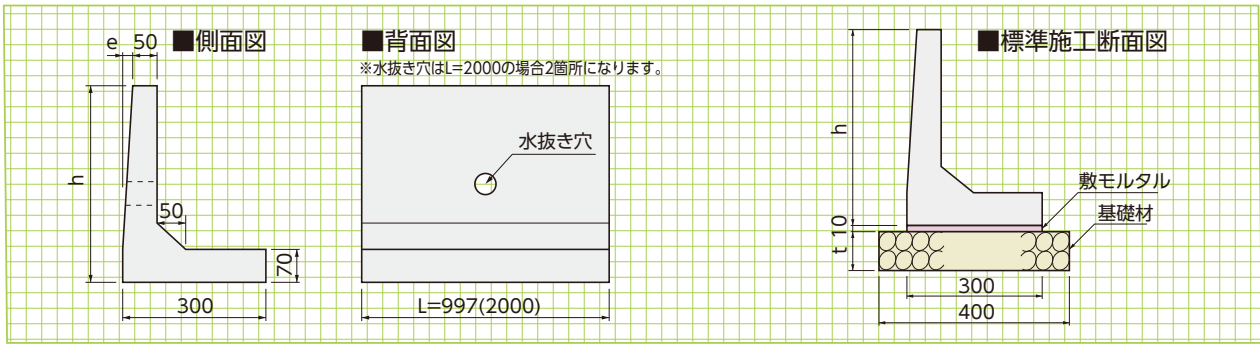 ■側面図
e 50
h
50
70
300
■背面図
※水抜き穴はL=2000の場合2箇所になります。
水抜き穴
L=997(2000)
■標準施工断面図
h
敷モルタル
基礎材
10
t
300
400